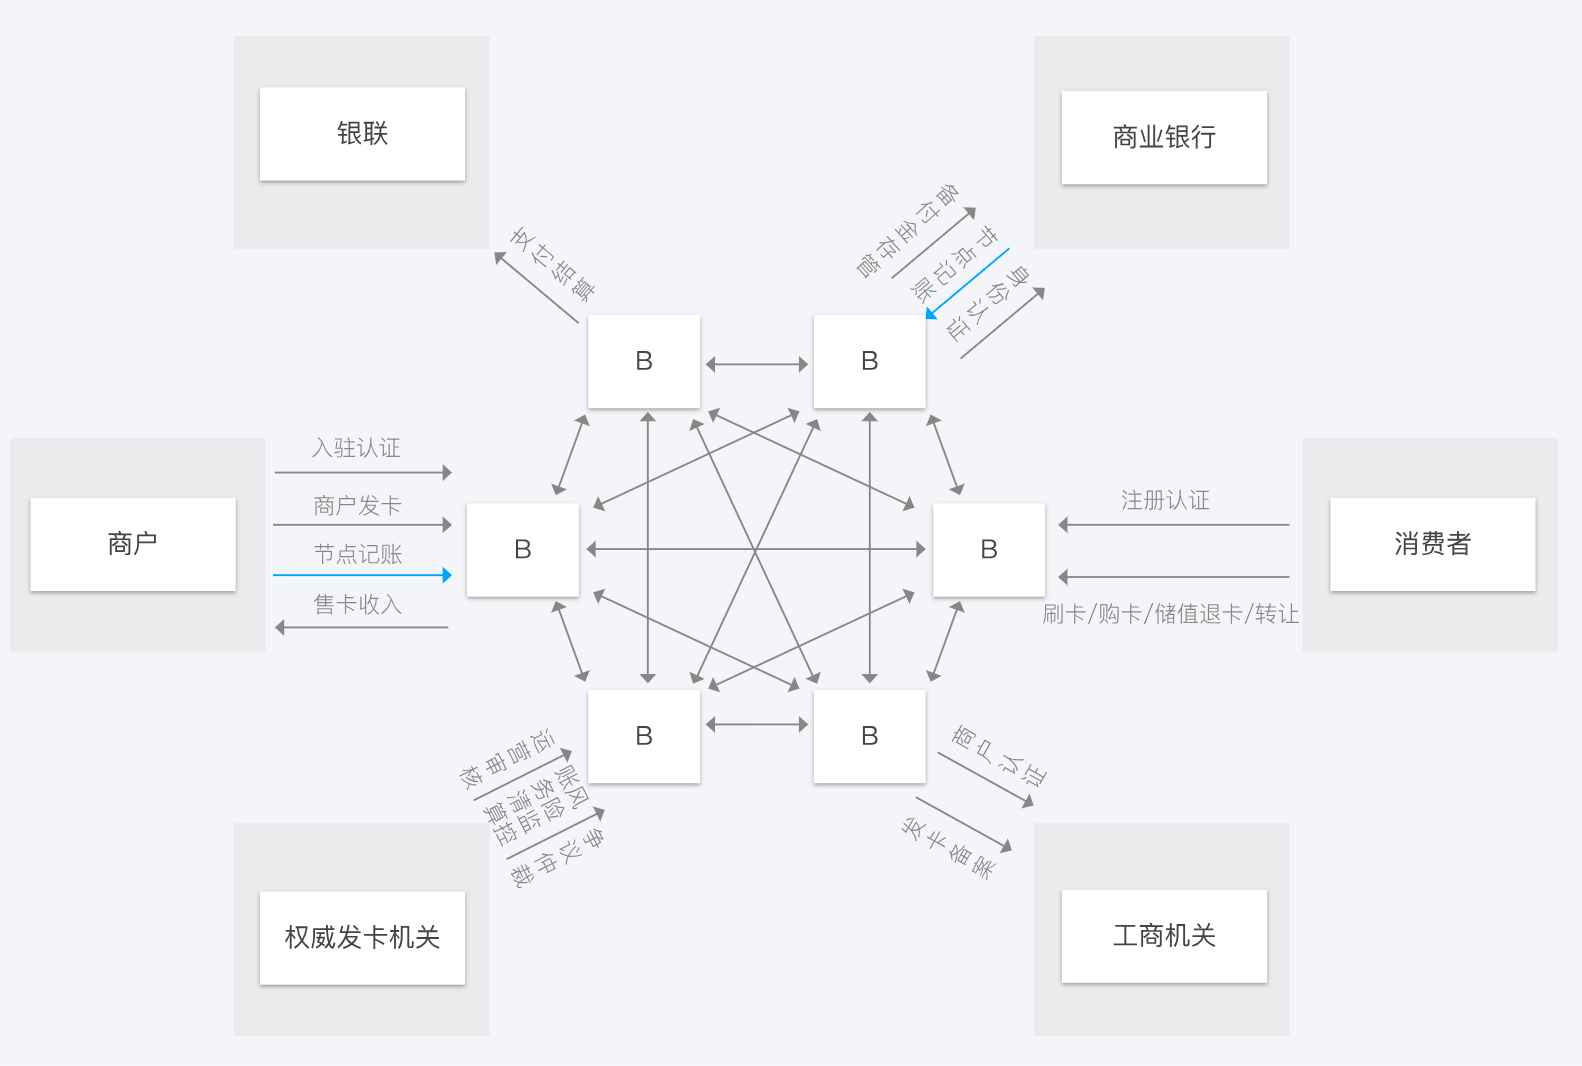 银联
商业银行
支付结算
备付金存管
节点记账
身份认证
B
B
入驻认证
商户发卡
节点记账
售卡收入
商户
B
B
注册认证
刷卡/购卡/储值退卡/转让
消费者
B
B
运营审核
账务清算
风险监控
争议仲裁
商户认证
发卡备案
权威发卡机关
工商机关